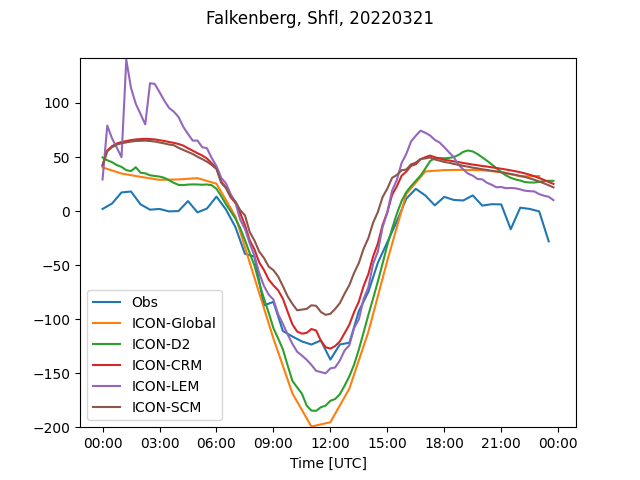 Falkenberg, Shfl, 20220321
100
50
0
−50
−100
−150
−200
Obs
ICON-Global
ICON-D2
ICON-CRM
ICON-LEM
ICON-SCM
00:00 03:00 06:00 09:00 12:00 15:00 18:00 21:00 00:00
Time [UTC]